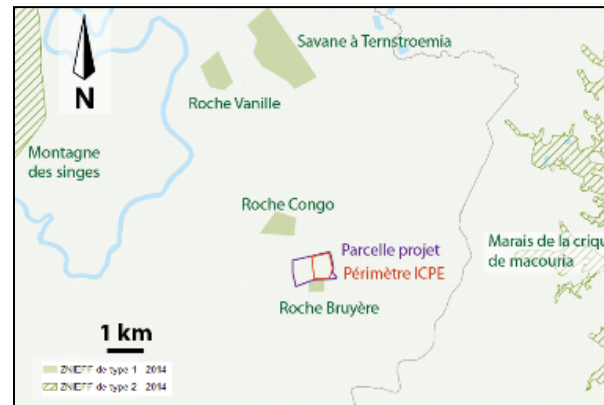 Savane à Ternstroemia
N
Roche Vanille
Montagne
des singes
Roche Congo
Parcelle projet
Marais de la criqu
de macouria
Périmètre ICPE
Roche Bruyère
1 km
ZNIEFF de type 1 2014
ZNIEFF de type 2 2014